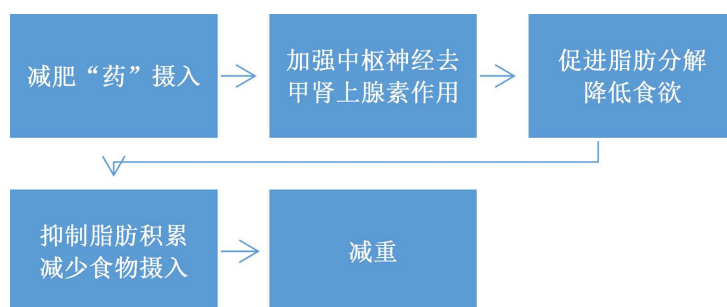 减肥“药”摄入
加强中枢神经去
甲肾上腺素作用
促进脂肪分解
降低食欲
抑制脂肪积累
减少食物摄入
减重